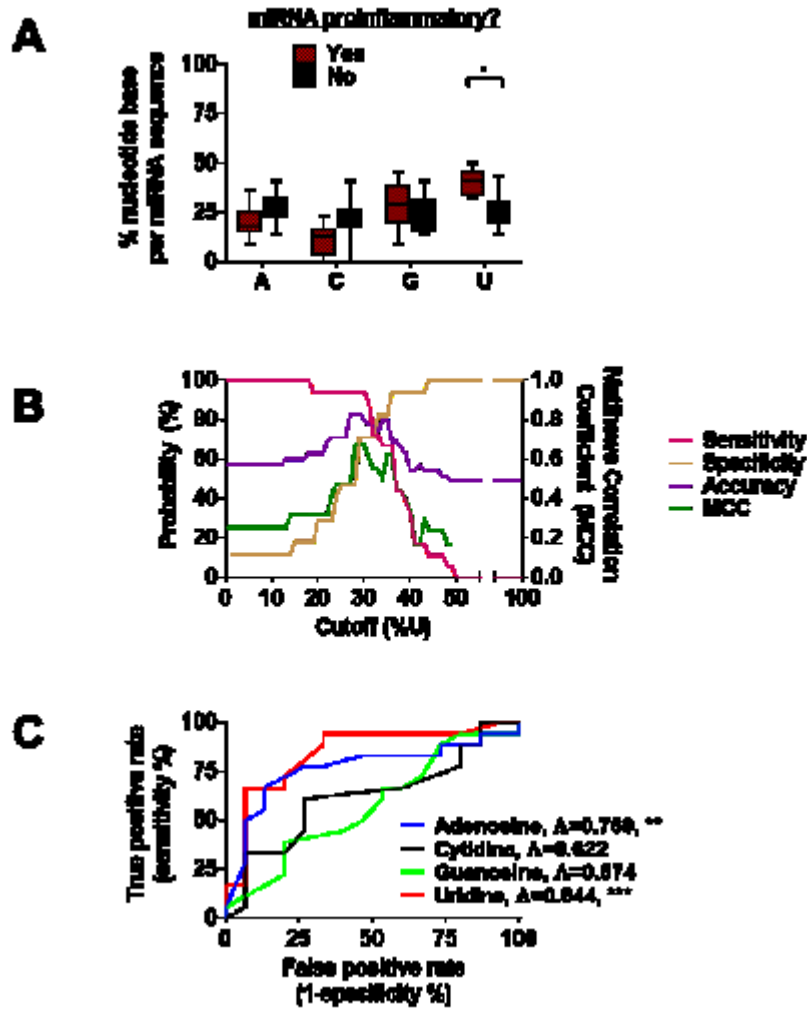 A
miRNA proinflammatory?
Yes
No
% nucleotide base
per miRNA sequence
100
75
50
25
0
A
C
G
U
B
Probability (%)
100
80
60
40
20
0
0 10 20 30 40 50 100
Cutoff (%U)
1.0
0.8
0.6
0.4
0.2
0.0
Matthews Correlation
Coefficient (MCC)
Sensitivity
Specificity
Accuracy
MCC
C
True positive rate
(sensitivity %)
100
75
50
25
0
0 25 50 75 100
False positive rate
(1-specificity %)
Adenosine, **
Cytidine, A=0.622
Guanosine, A=0.574
Uridine, A=0.844, ***